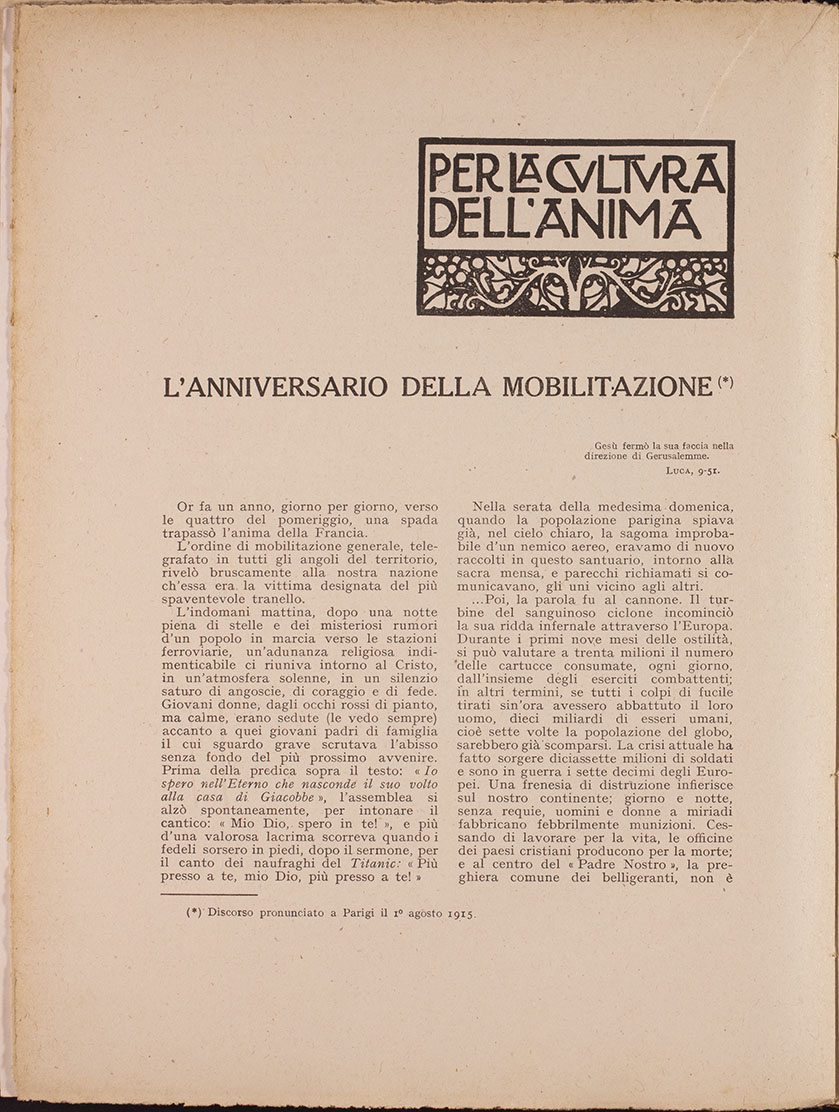 PER LA CVLTVRA
DELL'ANIMA
L'ANNIVERSARIO DELLA MOBILITAZIONE (*)
Gesù fermò la sua faccia nella
direzione di Gerusalemme.
LUCA, 9-51.
Or fa un anno, giorno per giorno, verso
le quattro del pomeriggio, una spada
trapassò l'anima della Francia.
L'ordine di mobilitazione generale, tele-
grafato in tutti gli angoli del territorio,
rivelò bruscamente alla nostra nazione
ch'essa era la vittima designata del più
spaventevole tranello.
L'indomani mattina, dopo una notte
piena di stelle e dei misteriosi rumori
d'un popolo in marcia verso le stazioni
ferroviarie, un'adunanza religiosa indi-
menticabile ci riuniva intorno al Cristo,
in un'atmosfera solenne, in un silenzio
saturo di angoscie, di coraggio e di fede.
Giovani donne, dagli occhi rossi di pianto,
ma calme, erano sedute (le vedo sempre)
accanto a quei giovani padri di famiglia
il cui sguardo grave scrutava l'abisso
senza fondo del più prossimo avvenire.
Prima della predica sopra il testo: « Io
spero nell'Eterno che nasconde il suo volto
alla casa di Giacobbe », l'assemblea si
alzò spontaneamente, per intonare il
cantico: « Mio Dio, spero in te! », e più
d'una valorosa lacrima scorreva quando i
fedeli sorsero in piedi, dopo il sermone, per
il canto dei naufraghi del Titanic: « Più
presso a te, mio Dio, più presso a te! »
Nella serata della medesima domenica,
quando la popolazione parigina spiava
già, nel cielo chiaro, la sagoma improba-
bile d'un nemico aereo, eravamo di nuovo
raccolti in questo santuario, intorno alla
sacra mensa, e parecchi richiamati si co-
municavano, gli uni vicino agli altri.
...Poi, la parola fu al cannone. Il tur-
bine del sanguinoso ciclone incominciò
la sua ridda infernale attraverso l'Europa.
Durante i primi nove mesi delle ostilità,
si può valutare a trenta milioni il numero
delle cartucce consumate, ogni giorno,
dall'insieme degli eserciti combattenti;
in altri termini, se tutti i colpi di fucile
tirati sin'ora avessero abbattuto il loro
uomo, dieci miliardi di esseri umani,
cioè sette volte la popolazione del globo,
sarebbero già scomparsi. La crisi attuale ha
fatto sorgere diciassette milioni di soldati
e sono in guerra i sette decimi degli Euro-
pei. Una frenesia di distruzione infierisce
sul nostro continente; giorno e notte,
senza requie, uomini e donne a miriadi
fabbricano febbrilmente munizioni. Ces-
sando di lavorare per la vita, le officine
dei paesi cristiani producono per la morte;
e al centro del « Padre Nostro », la pre-
ghiera comune dei belligeranti, non è
(*) Discorso pronunciato a Parigi il 1º agosto 1915.